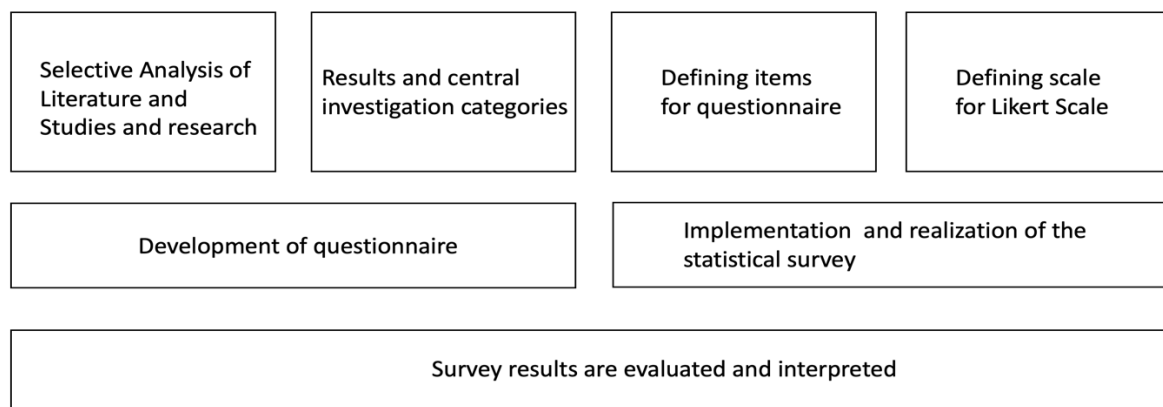 Selective Analysis of
Literature and
Studies and research
Results and central
investigation categories
Defining items
for questionnaire
Defining scale
for Likert Scale
Development of questionnaire
Implementation  and realization of the
statistical survey
Survey results are evaluated and interpreted